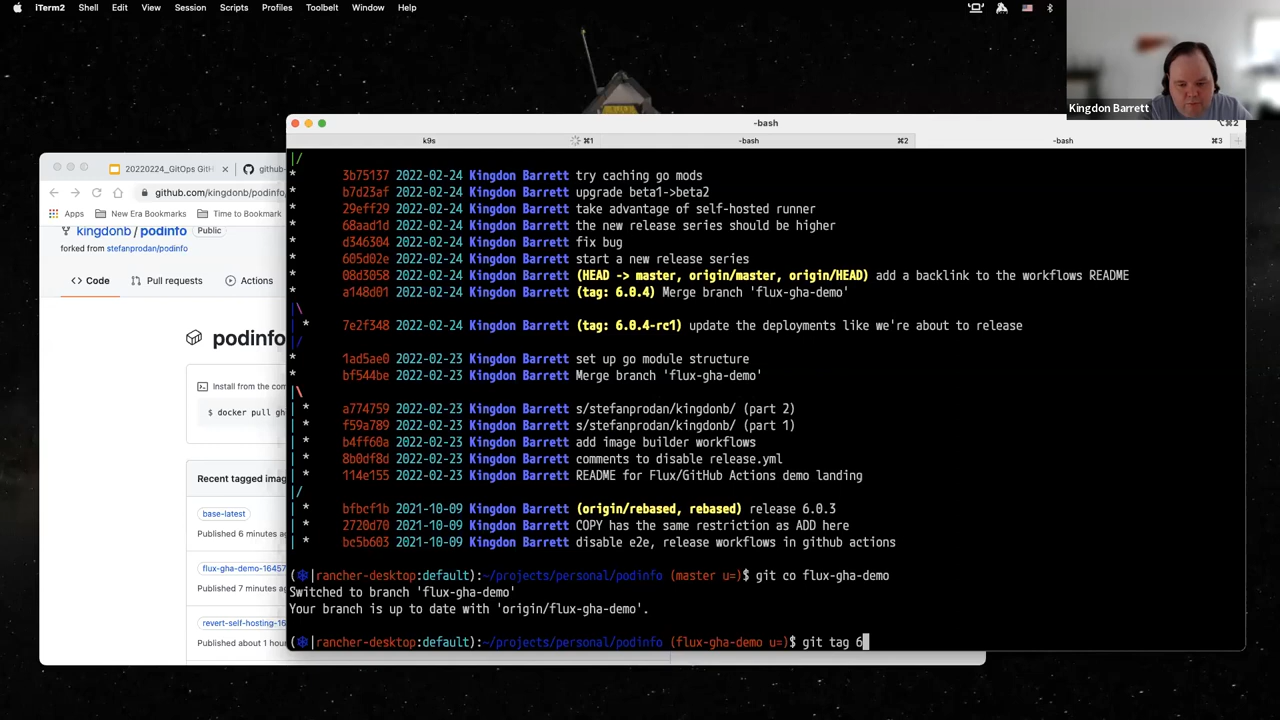 iTerm2 Shell Edit View Session Scripts Profiles Toolbelt Window Help
Kingdon Barrett
-bash
⌥⌘2
k9s ⌘1 -bash ⌘2 -bash ⌘3
20220224_GitOps GitH
github-
github.com/kingdonb/podinfo
Apps New Era Referrals Time to Bookmark
kingdonb / podinfo Public
forked from stefanprodan/podinfo
Code Pull requests Actions
podinfo
Install from the com
$ docker pull gh
Recent tagged imag
base-latest
Published 6 minutes ag
flux-gha-demo-16457
Published 7 minutes ag
revert-self-hosting-16
Published about 1 hour
|/
* 3b75137 2022-02-24 Kingdon Barrett try caching go mods
* b7d23af 2022-02-24 Kingdon Barrett upgrade beta1->beta2
* 29eff29 2022-02-24 Kingdon Barrett take advantage of self-hosted runner
* 68aad1d 2022-02-24 Kingdon Barrett the new release series should be higher
* d346304 2022-02-24 Kingdon Barrett fix bug
* 605d02e 2022-02-24 Kingdon Barrett start a new release series
* 08d3058 2022-02-24 Kingdon Barrett (HEAD -> master, origin/master, origin/HEAD) add a backlink to the workflows README
* a148d01 2022-02-24 Kingdon Barrett (tag: 6.0.4) Merge branch 'flux-gha-demo'
|\
| * 7e2f348 2022-02-24 Kingdon Barrett (tag: 6.0.4-rc1) update the deployments like we're about to release
|/
* 1ad5ae0 2022-02-23 Kingdon Barrett set up go module structure
* bf544be 2022-02-23 Kingdon Barrett Merge branch 'flux-gha-demo'
|\
| * a774759 2022-02-23 Kingdon Barrett s/stefanprodan/kingdonb/ (part 2)
| * f59a789 2022-02-23 Kingdon Barrett s/stefanprodan/kingdonb/ (part 1)
| * b4ff60a 2022-02-23 Kingdon Barrett add image builder workflows
| * 8b0df8d 2022-02-23 Kingdon Barrett comments to disable release.yml
| * 114e155 2022-02-23 Kingdon Barrett README for Flux/GitHub Actions demo landing
|/
| * bfbcf1b 2021-10-09 Kingdon Barrett (origin/rebased, rebased) release 6.0.3
| * 2720d70 2021-10-09 Kingdon Barrett COPY has the same restriction as ADD here
| * bc5b603 2021-10-09 Kingdon Barrett disable e2e, release workflows in github actions
(⎈|rancher-desktop:default):~/projects/personal/podinfo (master u=)$ git co flux-gha-demo
Switched to branch 'flux-gha-demo'
Your branch is up to date with 'origin/flux-gha-demo'.
(⎈|rancher-desktop:default):~/projects/personal/podinfo (flux-gha-demo u=)$ git tag 6